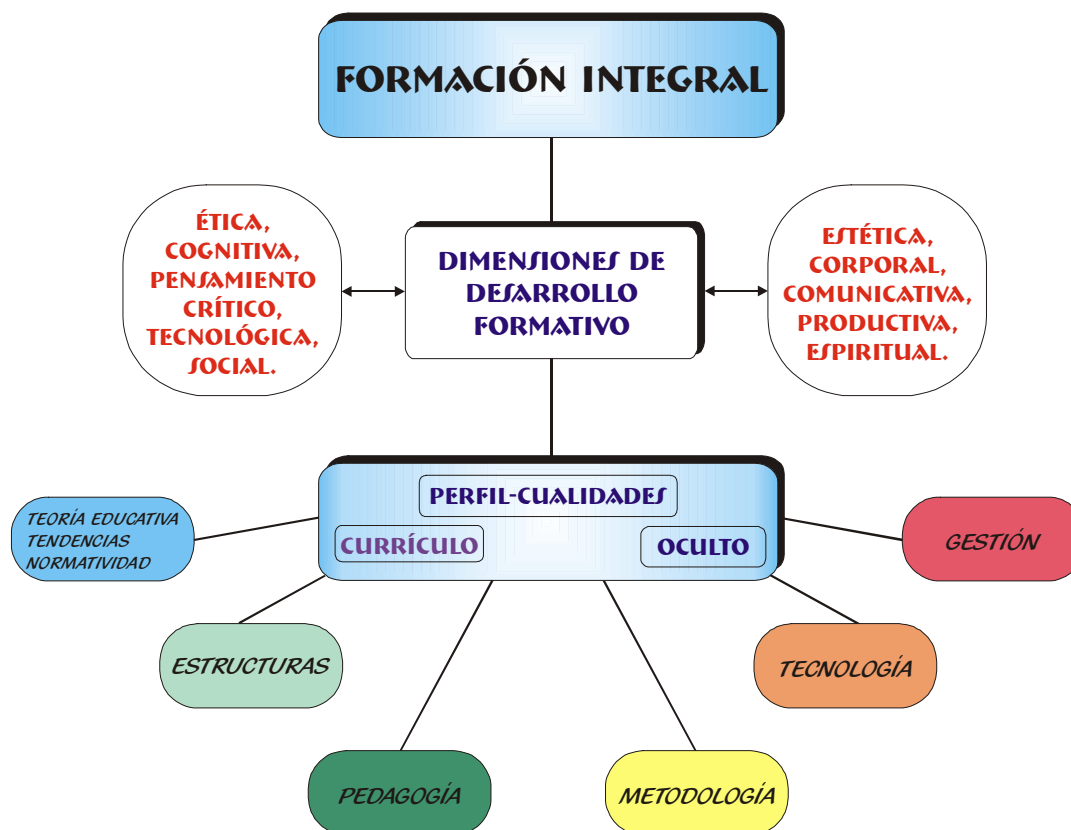 FORMACIÓN INTEGRAL
ÉTICA,
COGNITIVA,
PENSAMIENTO
CRÍTICO,
TECNOLÓGICA,
SOCIAL.
DIMENSIONES DE
DESARROLLO
FORMATIVO
ESTÉTICA,
CORPORAL,
COMUNICATIVA,
PRODUCTIVA,
ESPIRITUAL.
PERFIL-CUALIDADES
CURRÍCULO
OCULTO
TEORÍA EDUCATIVA
TENDENCIAS
NORMATIVIDAD
GESTIÓN
ESTRUCTURAS
TECNOLOGÍA
PEDAGOGÍA
METODOLOGÍA